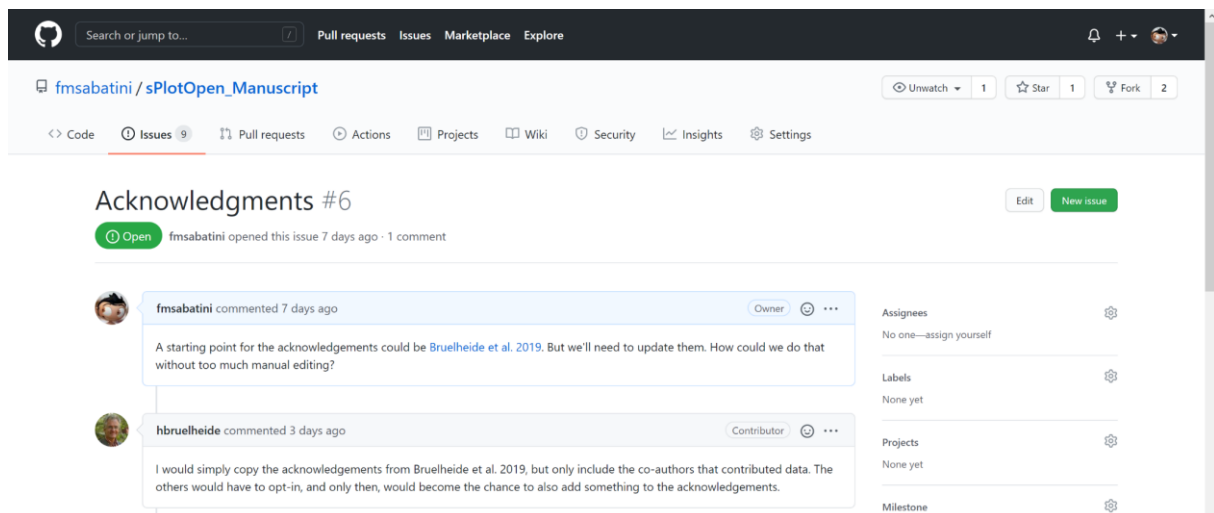 Search or jump to... / Pull requests Issues Marketplace Explore
fmsabatini / sPlotOpen_Manuscript
Unwatch 1 Star 1 Fork 2
Code Issues 9 Pull requests Actions Projects Wiki Security Insights Settings
Acknowledgments #6
Edit New issue
Open fmsabatini opened this issue 7 days ago · 1 comment
fmsabatini commented 7 days ago
Owner
A starting point for the acknowledgements could be Bruelheide et al. 2019. But we'll need to update them. How could we do that
without too much manual editing?
hbruelheide commented 3 days ago
Contributor
I would simply copy the acknowledgements from Bruelheide et al. 2019, but only include the co-authors that contributed data. The
others would have to opt-in, and only then, would become the chance to also add something to the acknowledgements.
Assignees
No one—assign yourself
Labels
None yet
Projects
None yet
Milestone